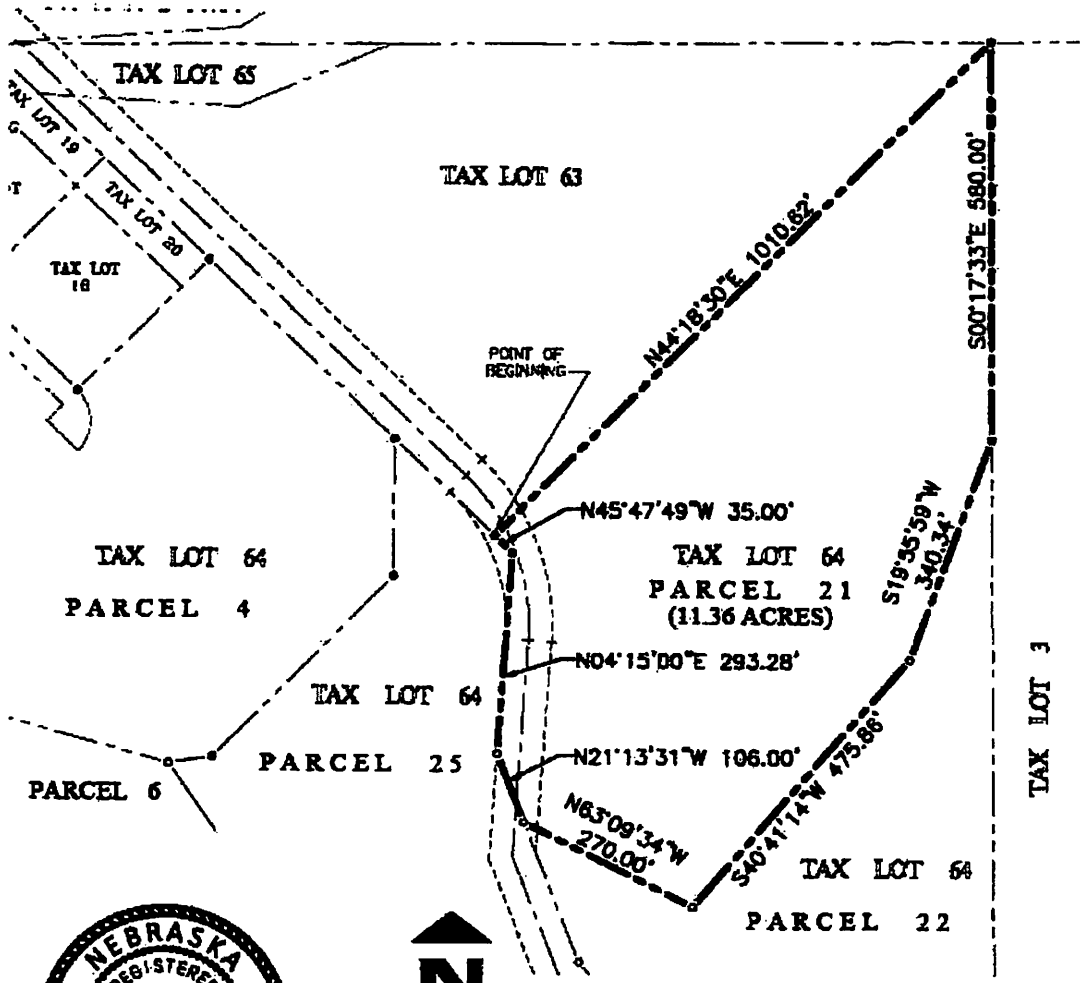 TAX LOT 65
TAX LOT 19
TAX LOT 63
TAX LOT 20
TAX LOT
18
N44°18'30"E 1010.62'
S00°17'33"E 580.00'
POINT OF
BEGINNING
N45°47'49"W 35.00'
TAX LOT 64
PARCEL 4
TAX LOT 64
PARCEL 21
(11.36 ACRES)
S19°55'59"W
340.34'
N04°15'00"E 293.28'
TAX LOT 3
TAX LOT 64
PARCEL 25
N21°13'31"W 106.00'
PARCEL 6
N63°09'34"W
270.00'
S40°41'14"W 475.86'
TAX LOT 64
PARCEL 22
NEBRASKA
REGISTERED
N